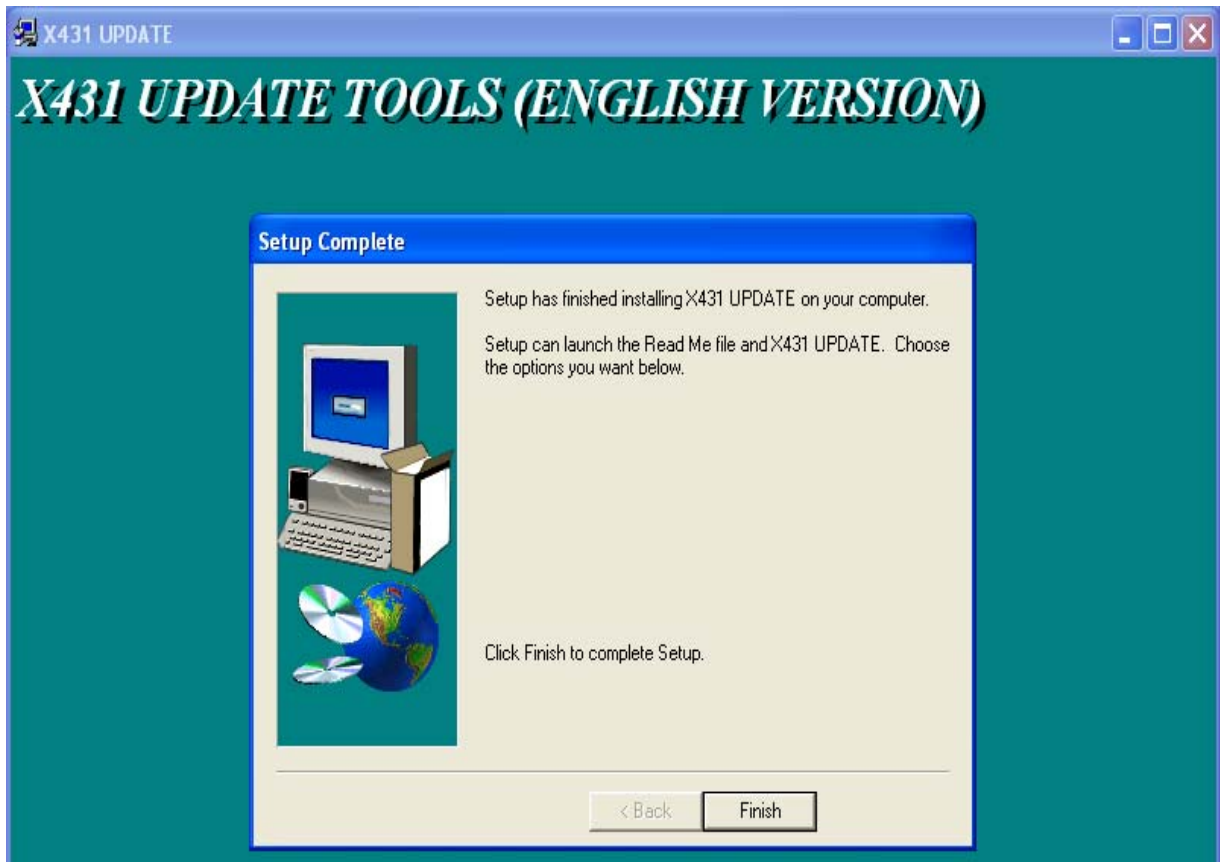 X431 UPDATE
X431 UPDATE TOOLS (ENGLISH VERSION)
Setup Complete
Setup has finished installing X431 UPDATE on your computer.
Setup can launch the Read Me file and X431 UPDATE. Choose
the options you want below.
Click Finish to complete Setup.
< Back
Finish